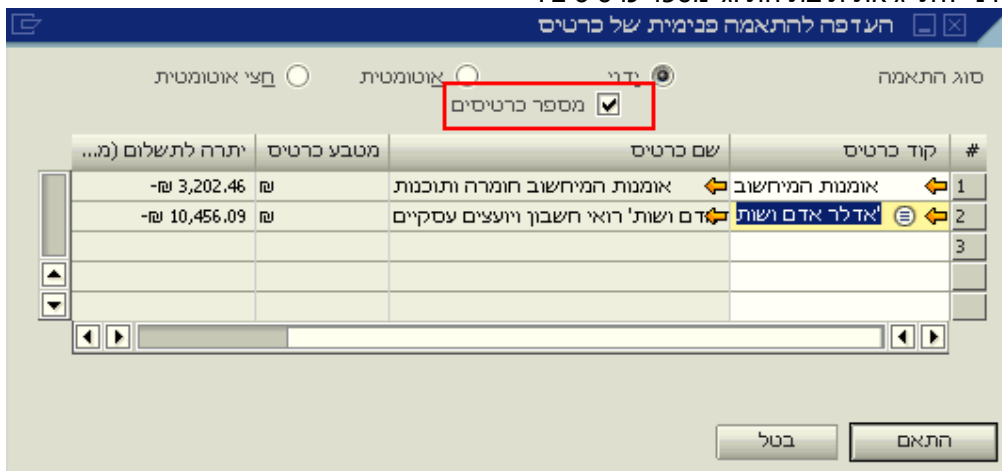 העדפה להתאמה פנימית של כרטיס
סוג התאמה ידני אוטומטית חצי אוטומטית
מספר כרטיסים
# קוד כרטיס שם כרטיס מטבע כרטיס יתרה לתשלום (מ...
1 אומנות המיחשוב אומנות המיחשוב חומרה ותוכנות ₪ -₪ 3,202.46
2 אדלר אדם ושות' דם ושות' רואי חשבון ויועצים עסקיים ₪ -₪ 10,456.09
3
התאם בטל